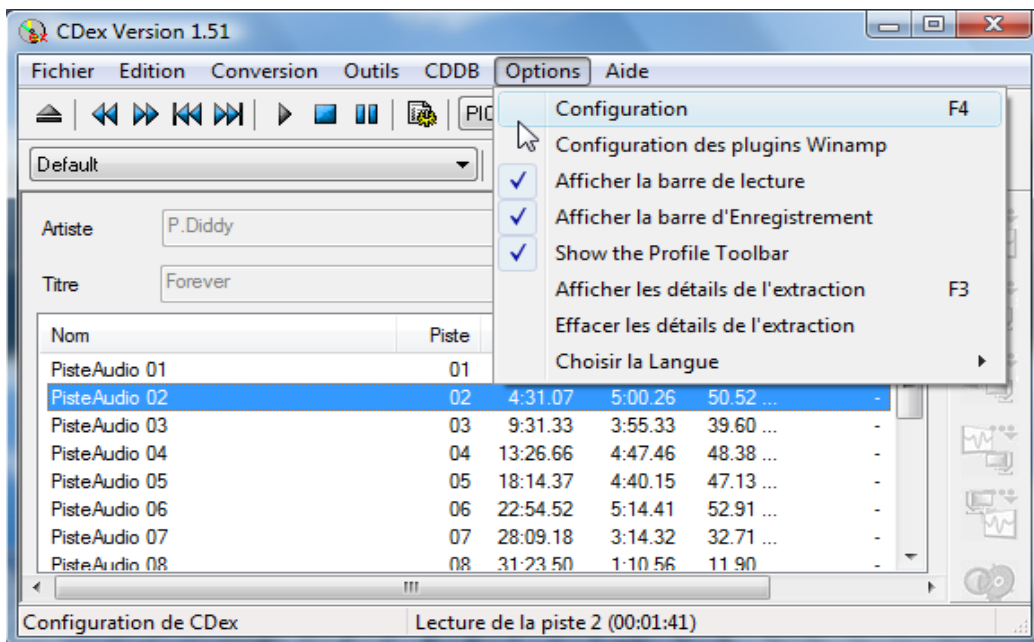 CDex Version 1.51
Fichier Edition Conversion Outils CDDB Options Aide
Configuration F4
Configuration des plugins Winamp
Default
Afficher la barre de lecture
Afficher la barre d'Enregistrement
Artiste P.Diddy
Show the Profile Toolbar
Titre Forever
Afficher les détails de l'extraction F3
Effacer les détails de l'extraction
Choisir la Langue
Nom Piste
PisteAudio 01 01
PisteAudio 02 02 4:31.07 5:00.26 50.52 ... -
PisteAudio 03 03 9:31.33 3:55.33 39.60 ... -
PisteAudio 04 04 13:26.66 4:47.46 48.38 ... -
PisteAudio 05 05 18:14.37 4:40.15 47.13 ... -
PisteAudio 06 06 22:54.52 5:14.41 52.91 ... -
PisteAudio 07 07 28:09.18 3:14.32 32.71 ... -
PisteAudio 08 08 31:23.50 1:10.56 11.90 -
Configuration de CDex Lecture de la piste 2 (00:01:41)